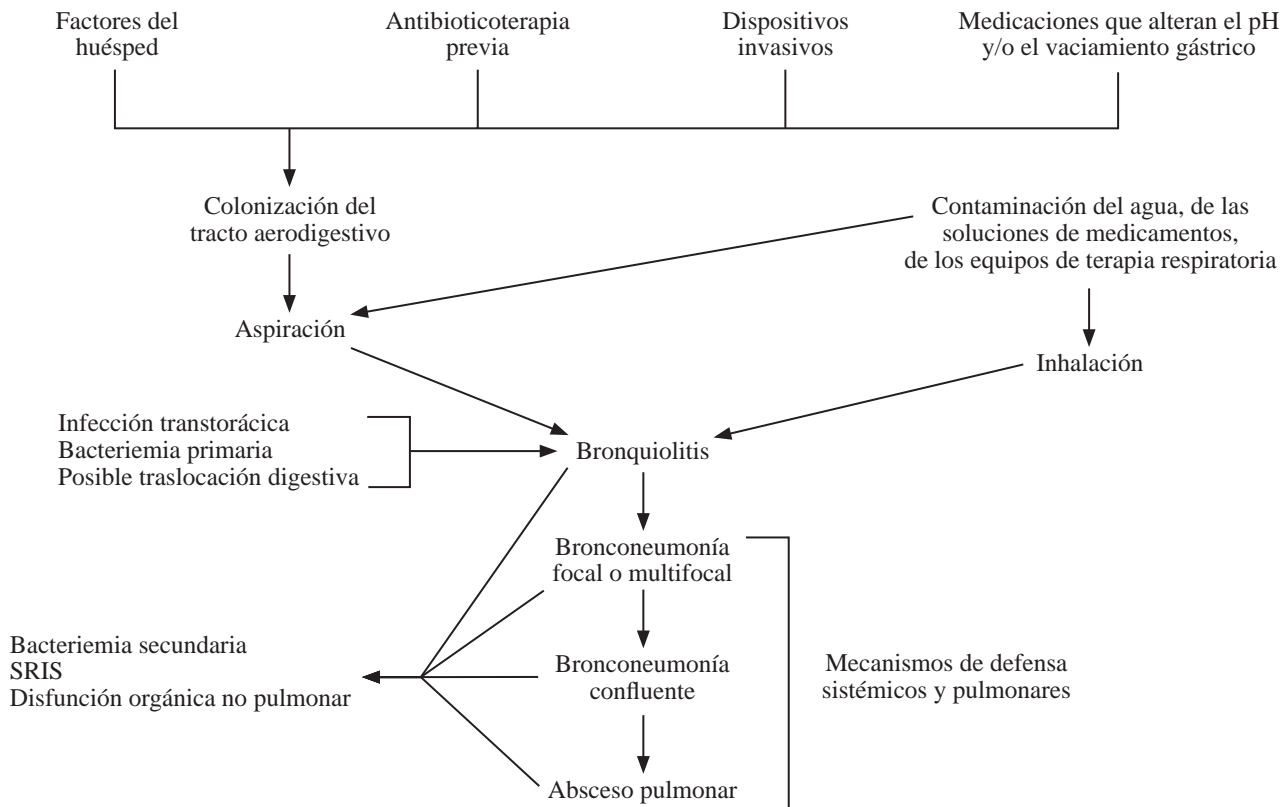 Factores del
huésped
Antibioticoterapia
previa
Dispositivos
invasivos
Medicaciones que alteran el pH
y/o el vaciamiento gástrico
Colonización del
tracto aerodigestivo
Contaminación del agua, de las
soluciones de medicamentos,
de los equipos de terapia respiratoria
Aspiración
Inhalación
Infección transtorácica
Bacteriemia primaria
Posible traslocación digestiva
Bronquiolitis
Bronconeumonía
focal o multifocal
Bacteriemia secundaria
SRIS
Disfunción orgánica no pulmonar
Bronconeumonía
confluente
Mecanismos de defensa
sistémicos y pulmonares
Absceso pulmonar